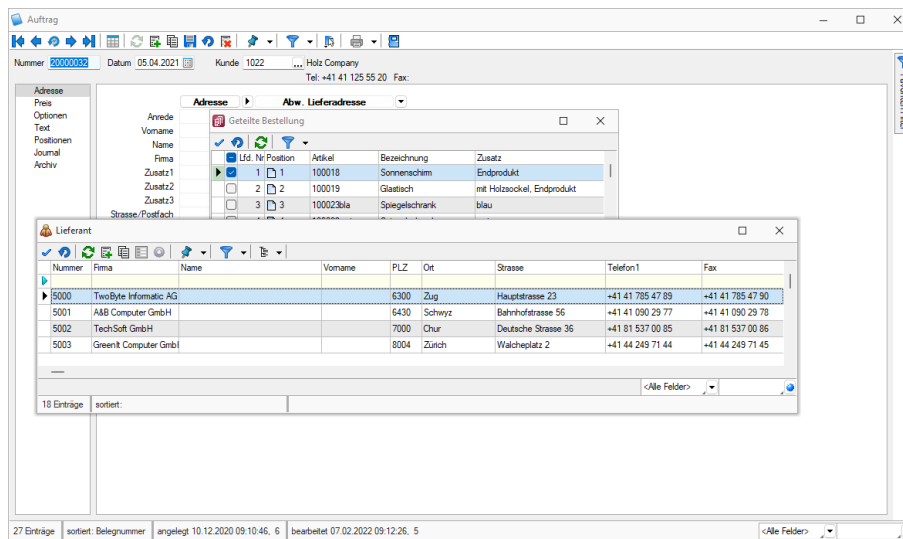 Auftrag
Nummer 20000032 Datum 05.04.2021 Kunde 1022 ... Holz Company
Tel: +41 41 125 55 20 Fax:
Adresse
Preis
Optionen
Text
Positionen
Journal
Archiv
Adresse Abw. Lieferadresse
Anrede
Vorname
Name
Firma
Zusatz1
Zusatz2
Zusatz3
Strasse/Postfach
Geteilte Bestellung
Lfd. Nr Position Artikel Bezeichnung Zusatz
1 1 100018 Sonnenschirm Endprodukt
2 2 100019 Glastisch mit Holzsockel, Endprodukt
3 3 100023bla Spiegelschrank blau
Lieferant
Nummer Firma Name Vorname PLZ Ort Strasse Telefon1 Fax
5000 TwoByte Informatic AG 6300 Zug Hauptstrasse 23 +41 41 785 47 89 +41 41 785 47 90
5001 A&B Computer GmbH 6430 Schwyz Bahnhofstrasse 56 +41 41 090 29 77 +41 41 090 29 78
5002 TechSoft GmbH 7000 Chur Deutsche Strasse 36 +41 81 537 00 85 +41 81 537 00 86
5003 GreenIt Computer Gmbl 8004 Zürich Walcheplatz 2 +41 44 249 71 44 +41 44 249 71 45
<Alle Felder>
18 Einträge sortiert:
27 Einträge sortiert: Belegnummer angelegt 10.12.2020 09:10:46, 6 bearbeitet 07.02.2022 09:12:26, 5 <Alle Felder>